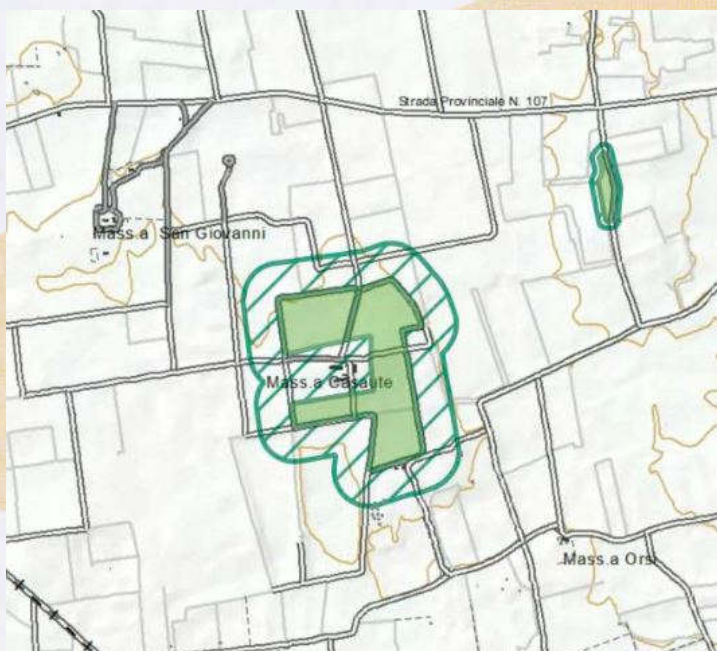 Strada Provinciale N. 107
Mass.a San Giovanni
Mass.a Casaute
Mass.a Orsi